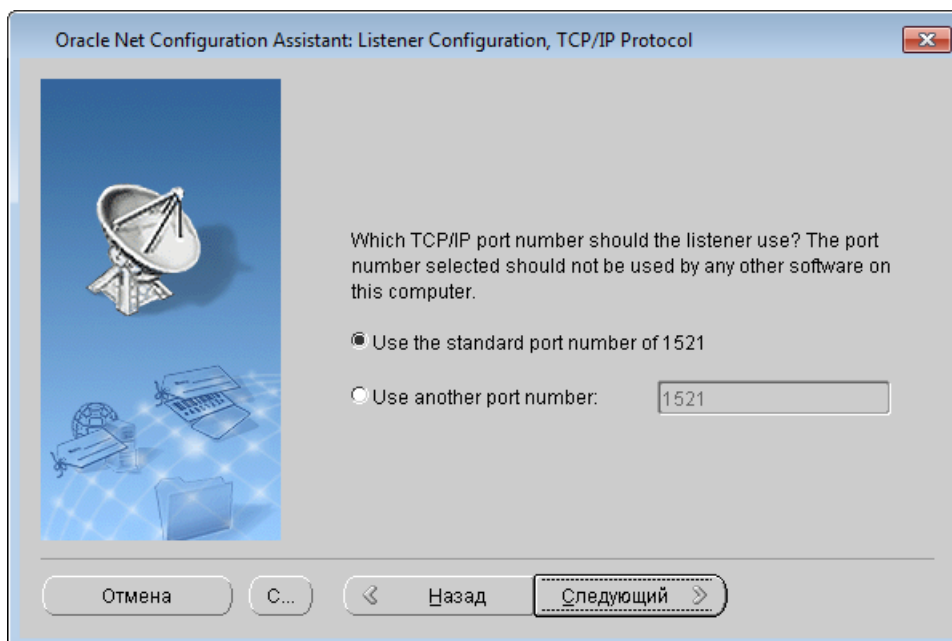 Oracle Net Configuration Assistant: Listener Configuration, TCP/IP Protocol
Which TCP/IP port number should the listener use? The port
number selected should not be used by any other software on
this computer.
Use the standard port number of 1521
Use another port number: 1521
Отмена С... Назад Следующий